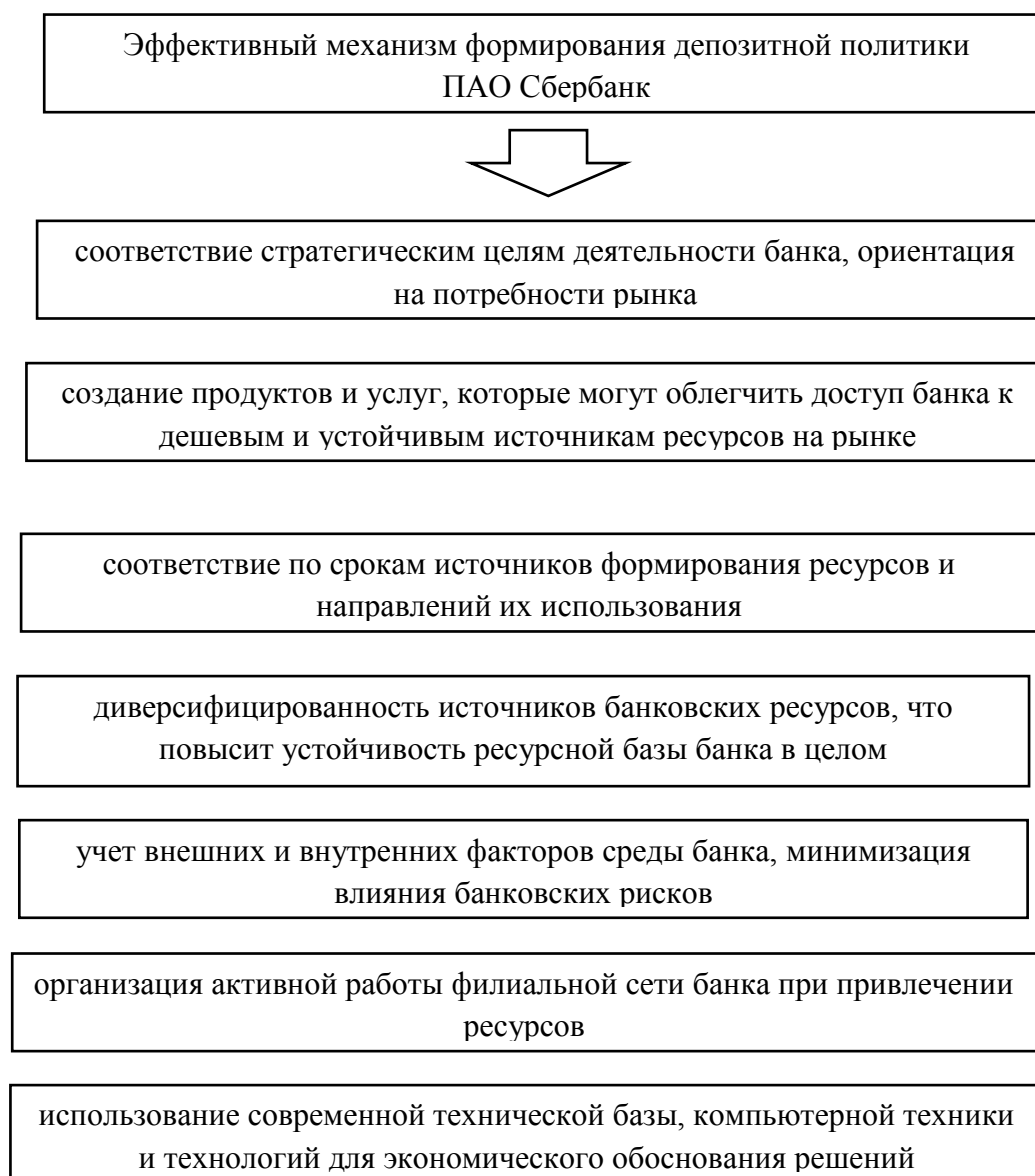 Эффективный механизм формирования депозитной политики
ПАО Сбербанк
соответствие стратегическим целям деятельности банка, ориентация
на потребности рынка
создание продуктов и услуг, которые могут облегчить доступ банка к
дешевым и устойчивым источникам ресурсов на рынке
соответствие по срокам источников формирования ресурсов и
направлений их использования
диверсифицированность источников банковских ресурсов, что
повысит устойчивость ресурсной базы банка в целом
учет внешних и внутренних факторов среды банка, минимизация
влияния банковских рисков
организация активной работы филиальной сети банка при привлечении
ресурсов
использование современной технической базы, компьютерной техники
и технологий для экономического обоснования решений